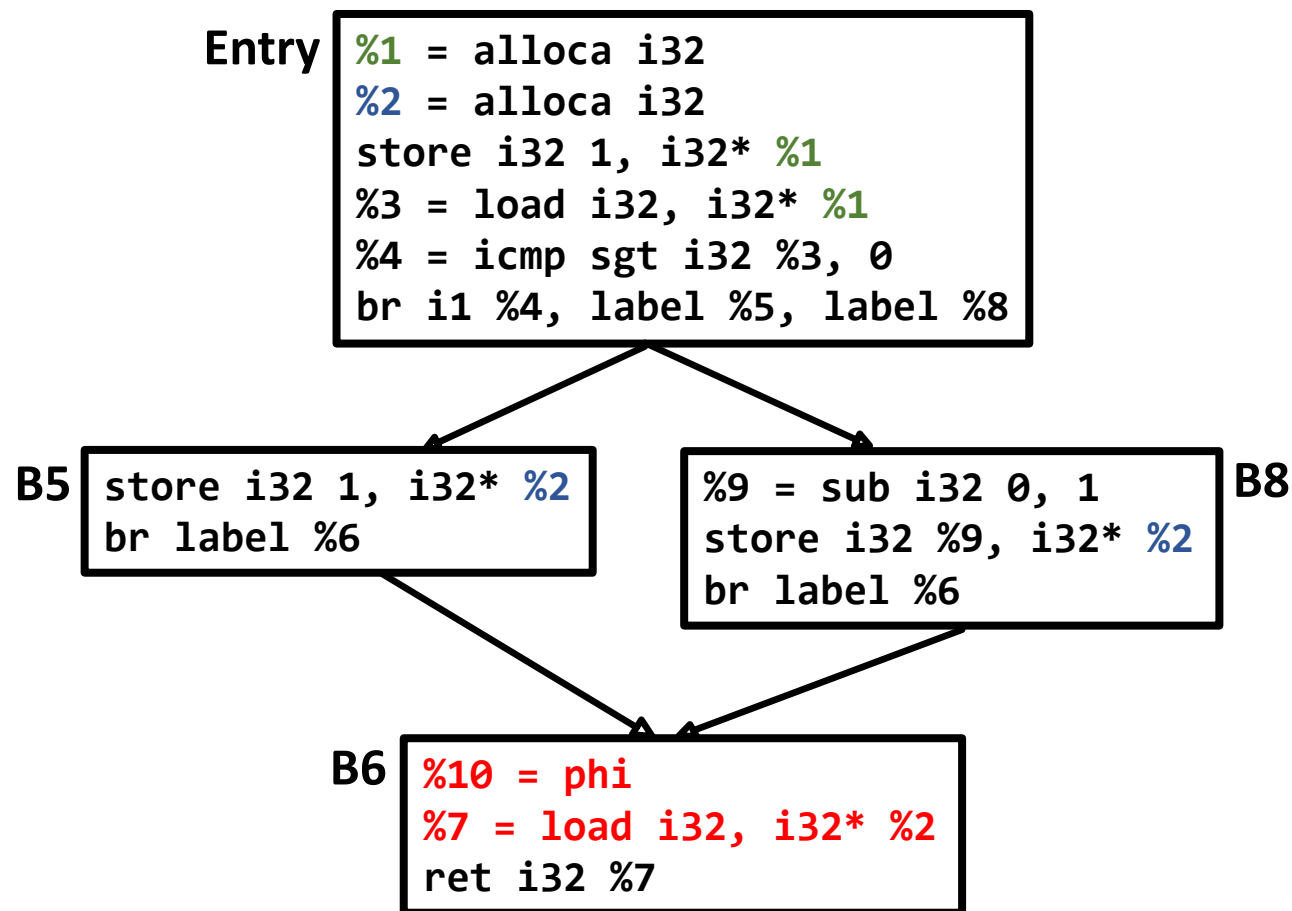 Entry
%1 = alloca i32
%2 = alloca i32
store i32 1, i32* %1
%3 = load i32, i32* %1
%4 = icmp sgt i32 %3, 0
br i1 %4, label %5, label %8
B5
store i32 1, i32* %2
br label %6
%9 = sub i32 0, 1
store i32 %9, i32* %2
br label %6
B8
B6
%10 = phi
%7 = load i32, i32* %2
ret i32 %7